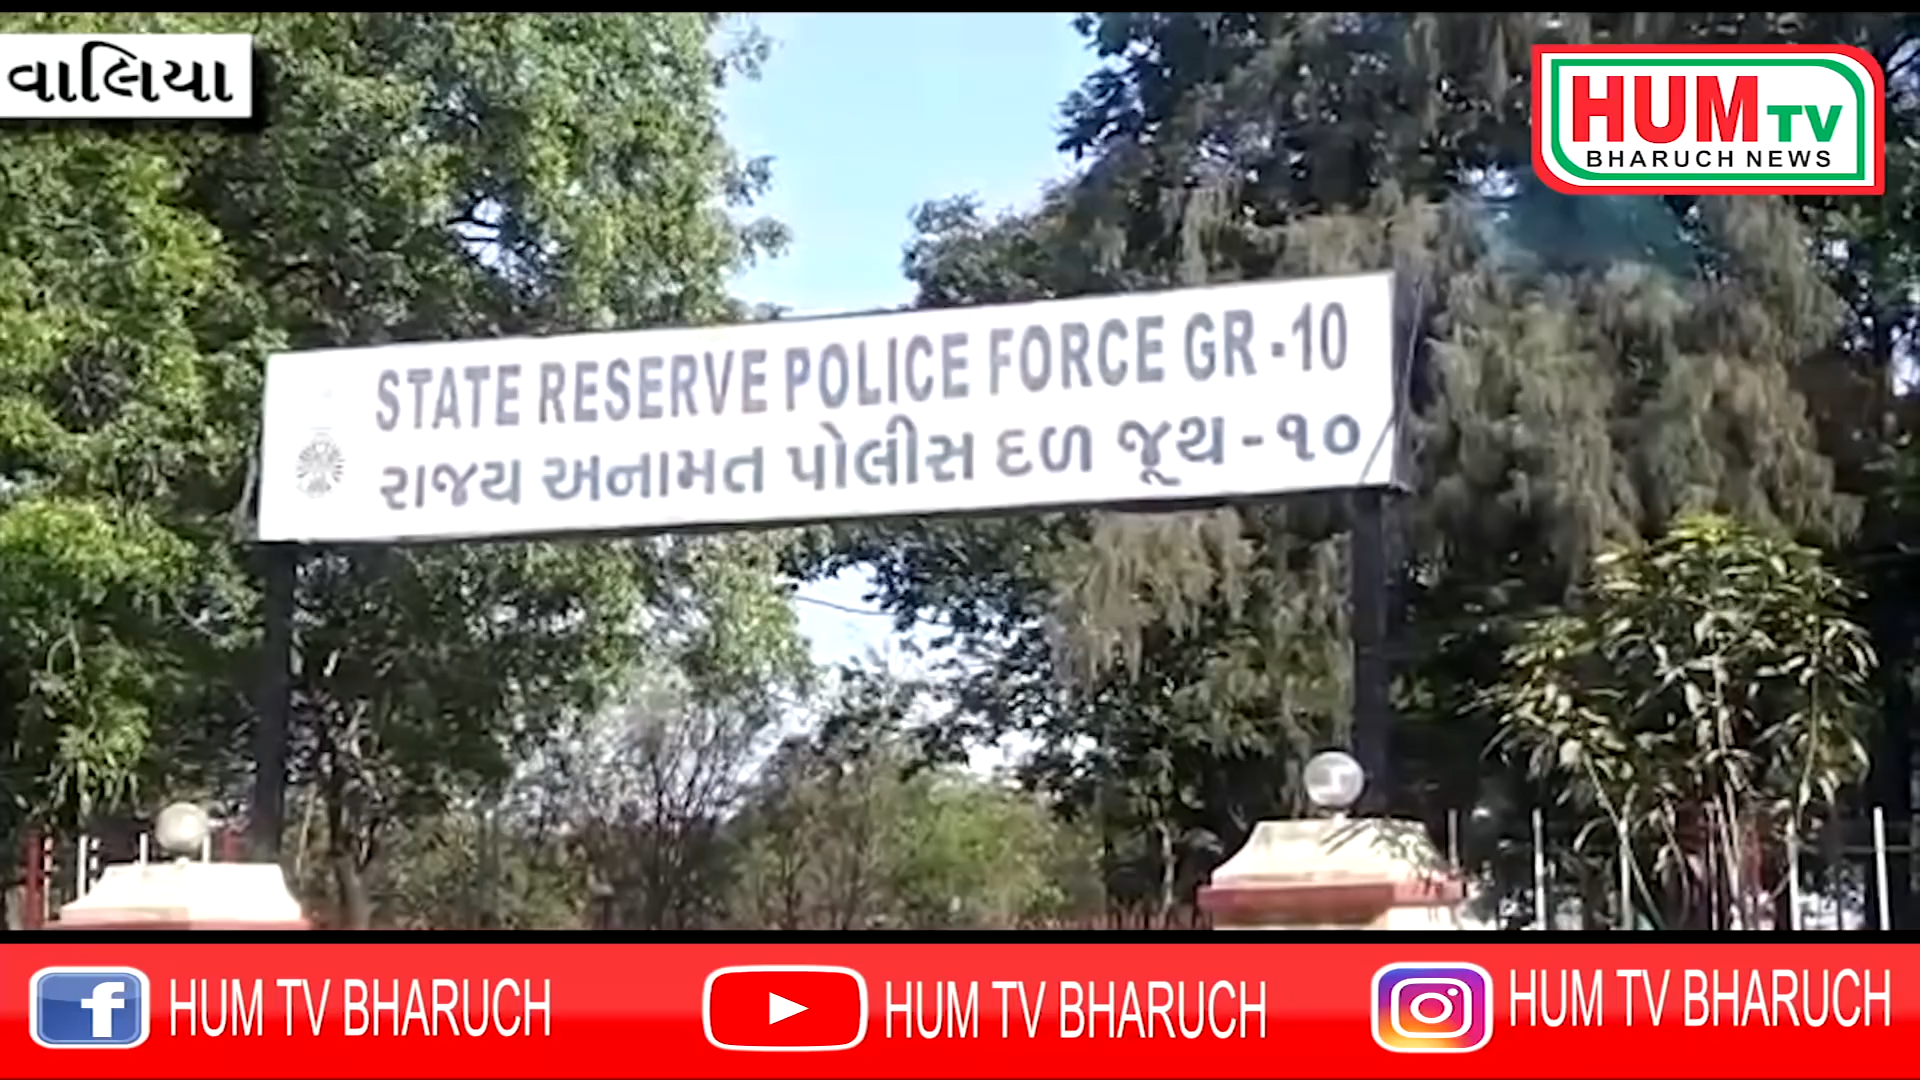 વાલિયા
HUM TV
BHARUCH NEWS
STATE RESERVE POLICE FORCE GR-10
રાજય અનામત પોલીસ દળ જૂથ-૧૦
HUM TV BHARUCH
HUM TV BHARUCH
HUM TV BHARUCH